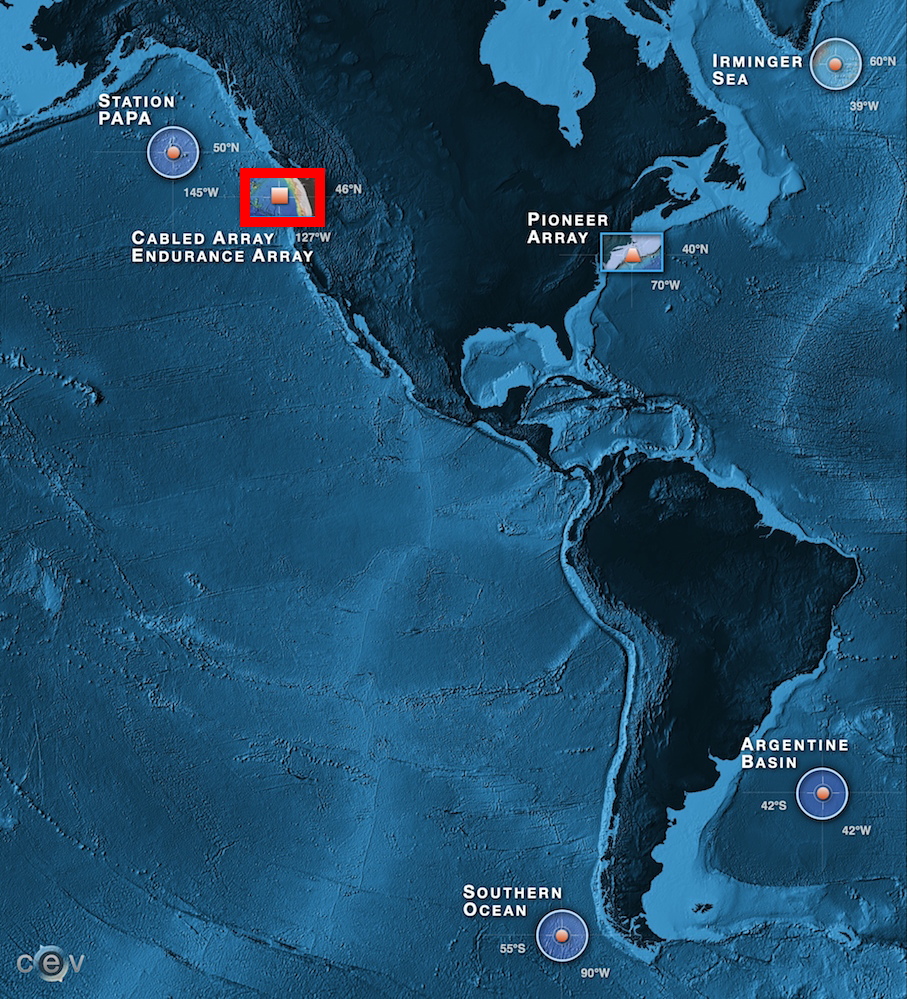 IRMINGER
SEA
60°N
39°W
STATION
PAPA
50°N
145°W
46°N
127°W
CABLED ARRAY
ENDURANCE ARRAY
PIONEER
ARRAY
40°N
70°W
ARGENTINE
BASIN
42°S
42°W
SOUTHERN
OCEAN
55°S
90°W
cev